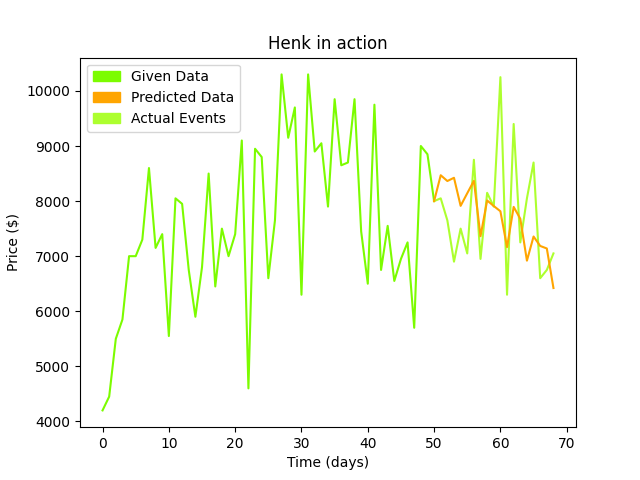 Henk in action
Given Data
Predicted Data
Actual Events
Price ($)
10000
9000
8000
7000
6000
5000
4000
0 10 20 30 40 50 60 70
Time (days)